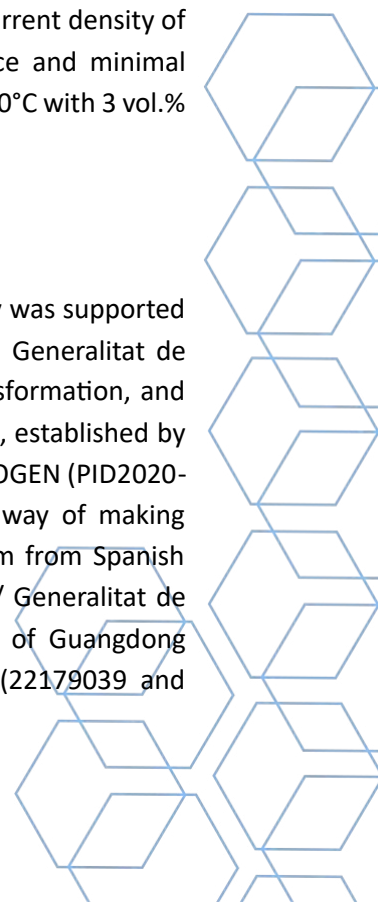 urrent density of
ce and minimal
0°C with 3 vol.%
y was supported
Generalitat de
sformation, and
, established by
OGEN (PID2020-
way of making
m from Spanish
/ Generalitat de
of Guangdong
(22179039 and